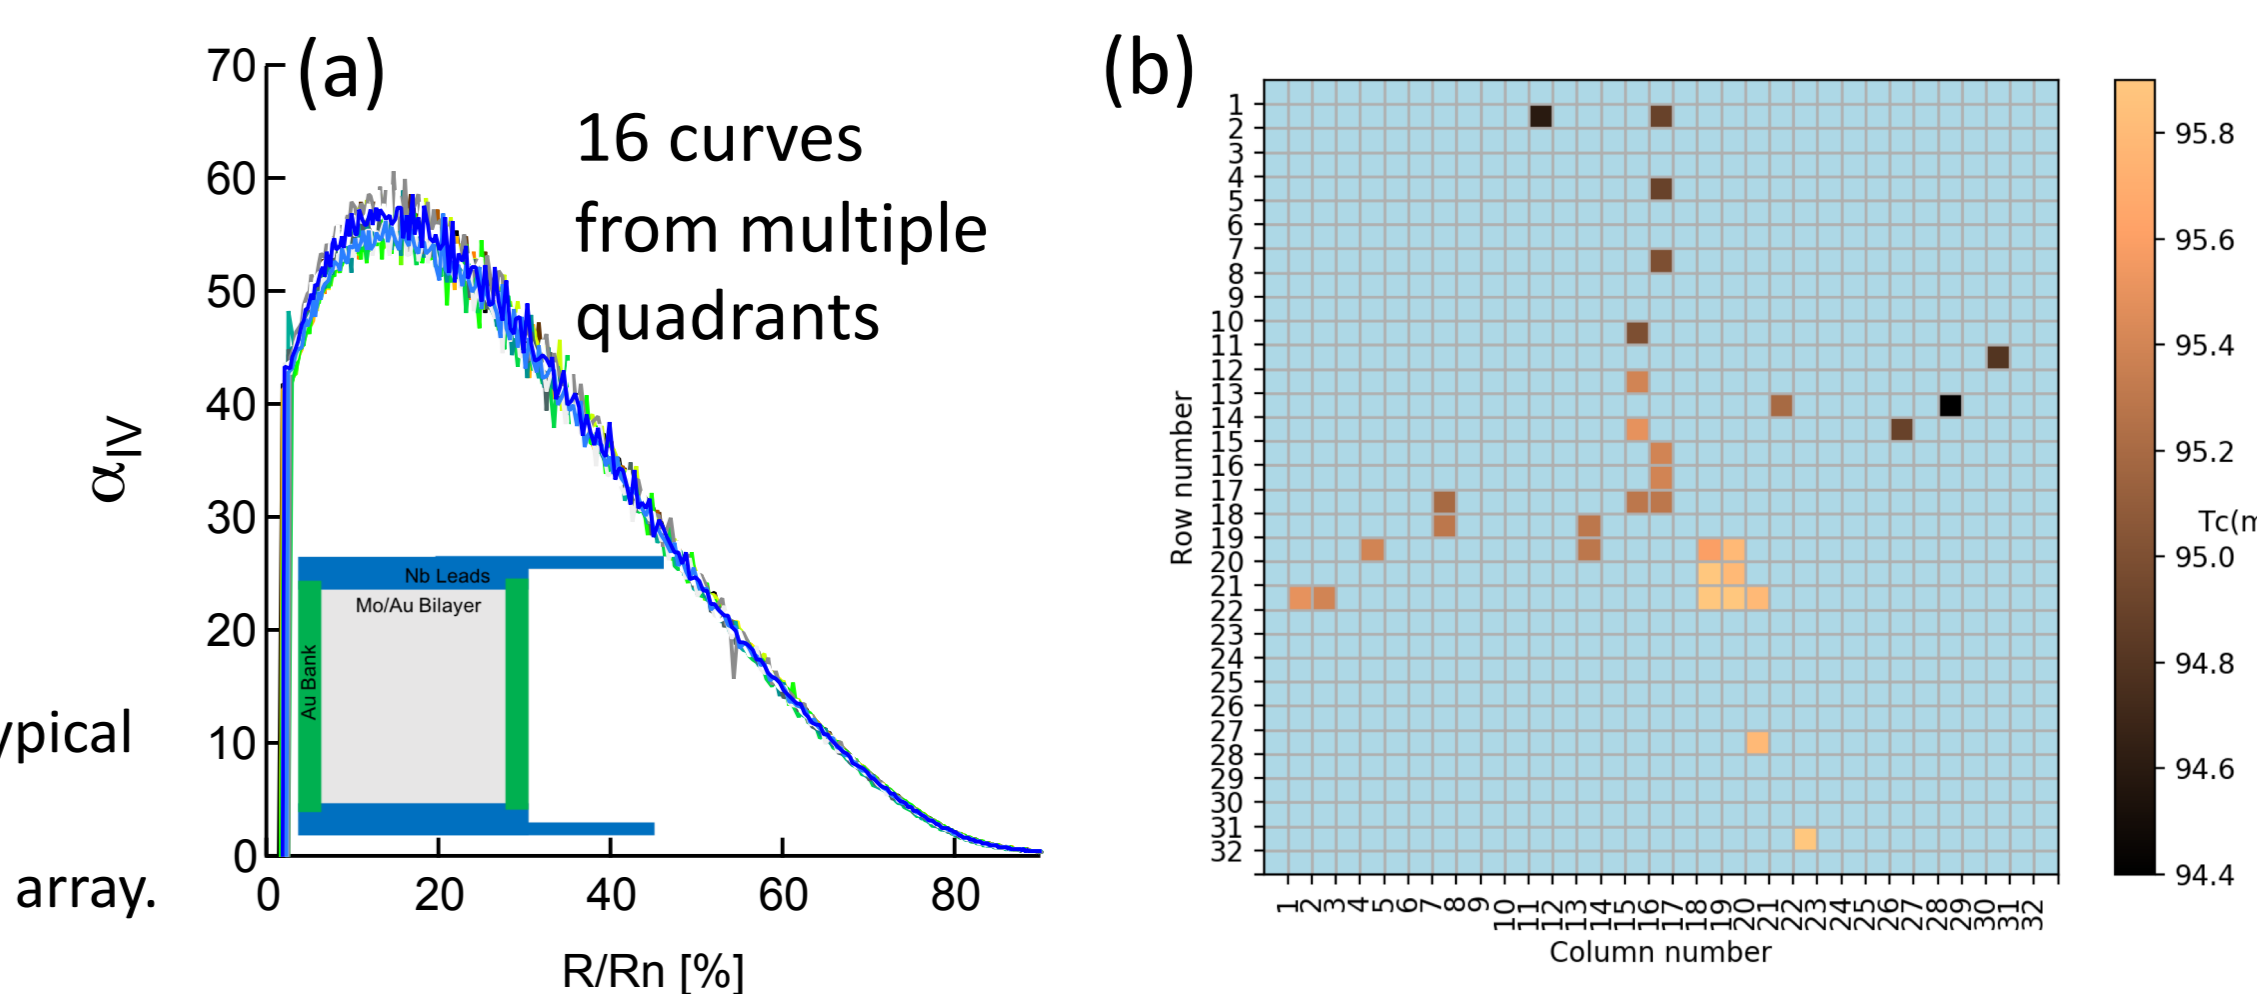 (a)
16 curves
from multiple
quadrants
70
60
50
40
30
20
10
0
αIV
Nb Leads
Mo/Au Bilayer
Au Bank
0 20 40 60 80
R/Rn [%]
ypical
array.
(b)
1
2
3
4
5
6
7
8
9
10
11
12
13
14
15
16
17
18
19
20
21
22
23
24
25
26
27
28
29
30
31
32
Row number
1 2 3 4 5 6 7 8 9 10 11 12 13 14 15 16 17 18 19 20 21 22 23 24 25 26 27 28 29 30 31 32
Column number
95.8
95.6
95.4
95.2
95.0
94.8
94.6
94.4
Tc(m